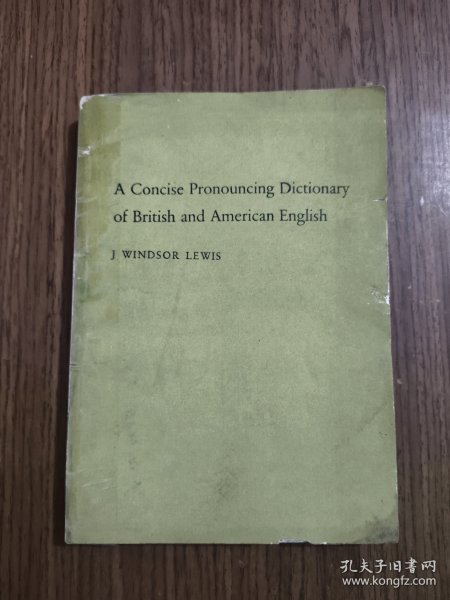 A Concise Pronouncing Dictionary
of British and American English
J WINDSOR LEWIS
孔夫子旧书网
www.kongfz.com